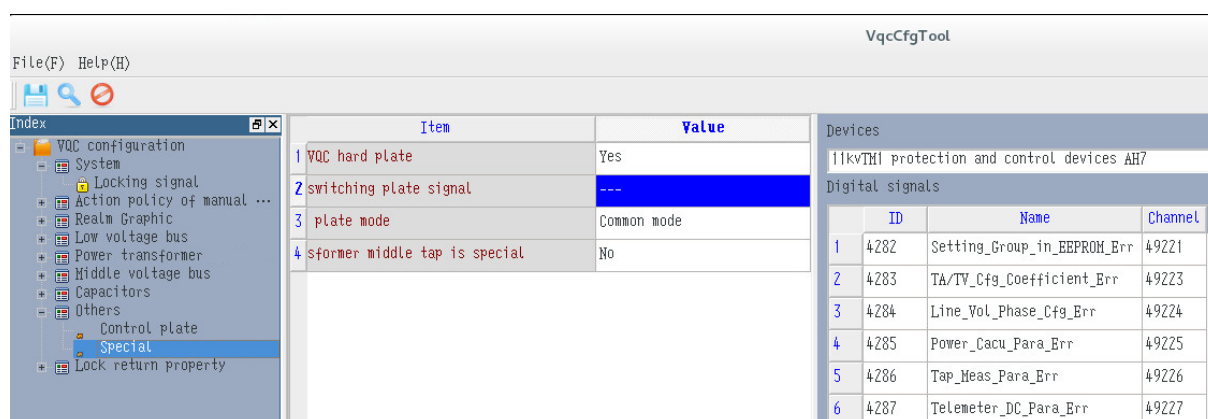 VqcCfgTool
File(F) Help(H)
Index
VQC configuration
System
Locking signal
Action policy of manual ...
Realm Graphic
Low voltage bus
Power transformer
Middle voltage bus
Capacitors
Others
Control plate
Special
Lock return property
Item Value
1 VQC hard plate Yes
2 switching plate signal ---
3 plate mode Common mode
4 sformer middle tap is special No
Devices
11kvTM1 protection and control devices AH7
Digital signals
ID Name Channel
1 4282 Setting_Group_in_EEPROM_Err 49221
2 4283 TA/TV_Cfg_Coefficient_Err 49223
3 4284 Line_Vol_Phase_Cfg_Err 49224
4 4285 Power_Cacu_Para_Err 49225
5 4286 Tap_Meas_Para_Err 49226
6 4287 Telemeter_DC_Para_Err 49227